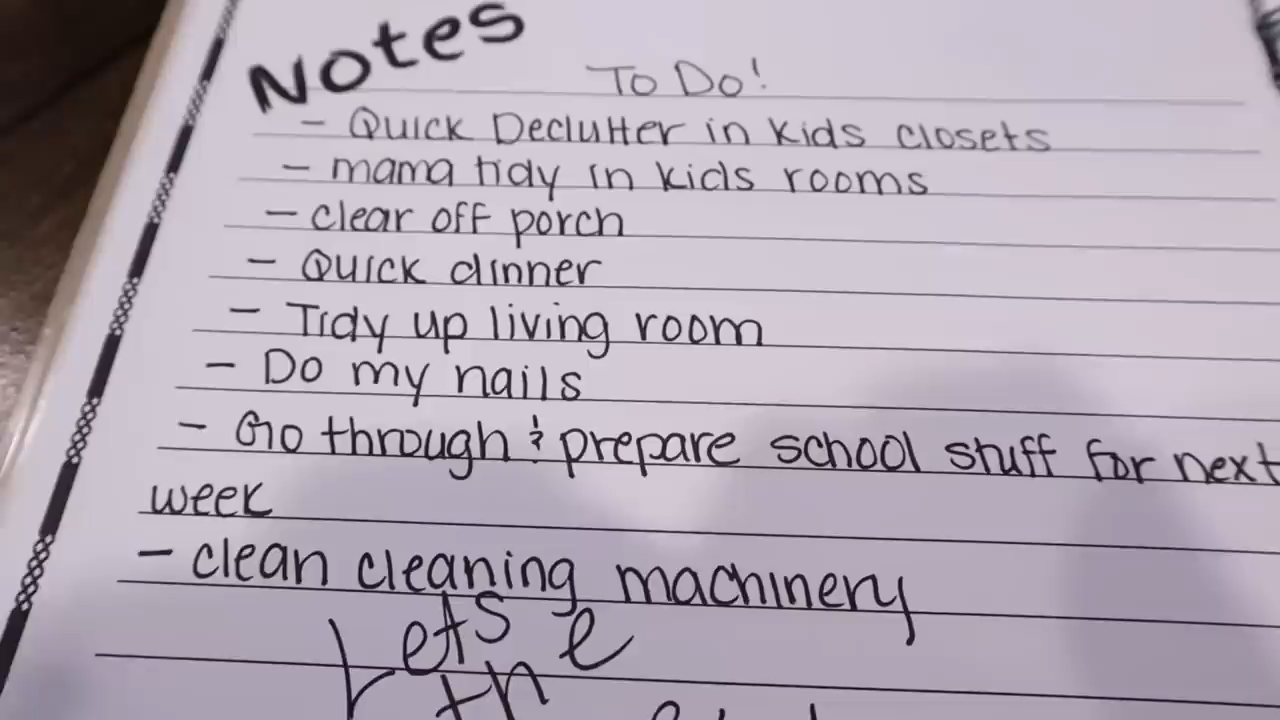 Notes
To Do!
- Quick Declutter in kids closets
- mama tidy in kids rooms
- clear off porch
- Quick dinner
- Tidy up living room
- Do my nails
- Go through & prepare school stuff for next
week
- clean cleaning machinery
Lets